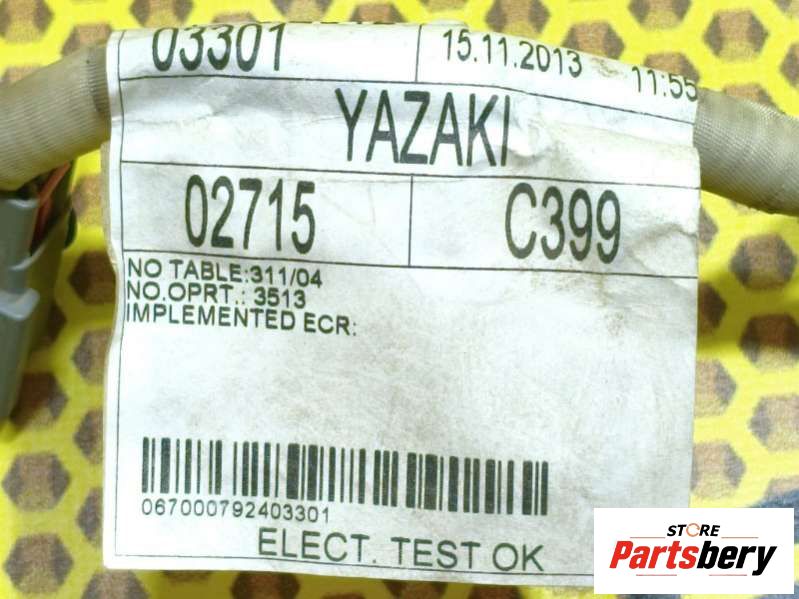 03301
15.11.2013
11:55
YAZAKI
02715
C399
NO TABLE:311/04
NO.OPRT.: 3513
IMPLEMENTED ECR:
067000792403301
ELECT. TEST OK
STORE
Partsbery